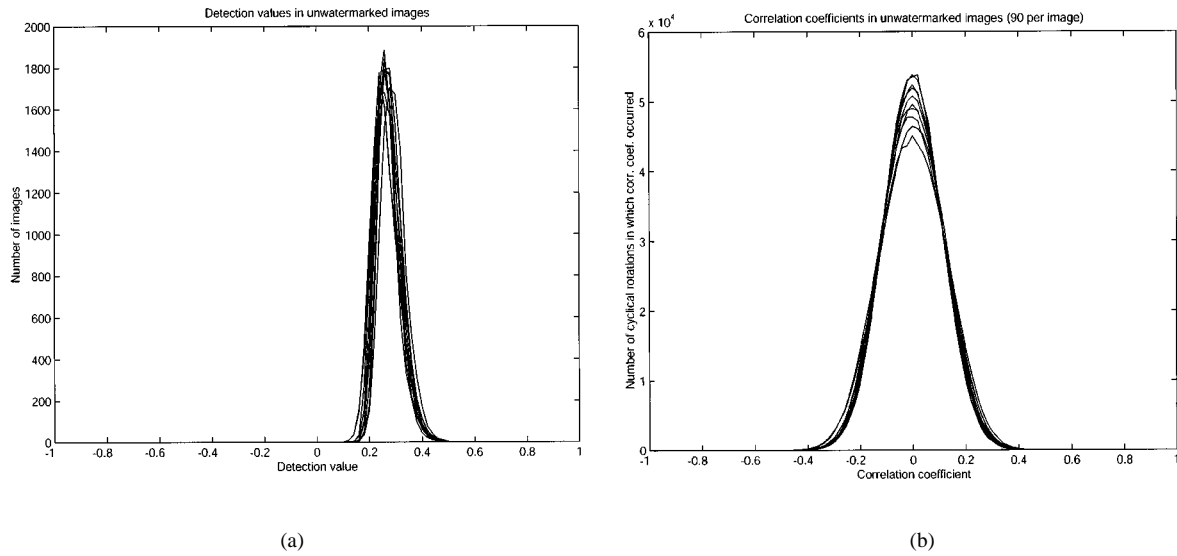 Detection values in unwatermarked images
2000
1800
1600
1400
1200
1000
800
600
400
200
0
Number of images
-1 -0.8 -0.6 -0.4 -0.2 0 0.2 0.4 0.6 0.8 1
Detection value
(a)
Correlation coefficients in unwatermarked images (90 per image)
x 10^4
6
5
4
3
2
1
0
Number of cyclical rotations in which corr. coef. occurred
-1 -0.8 -0.6 -0.4 -0.2 0 0.2 0.4 0.6 0.8 1
Correlation coefficient
(b)